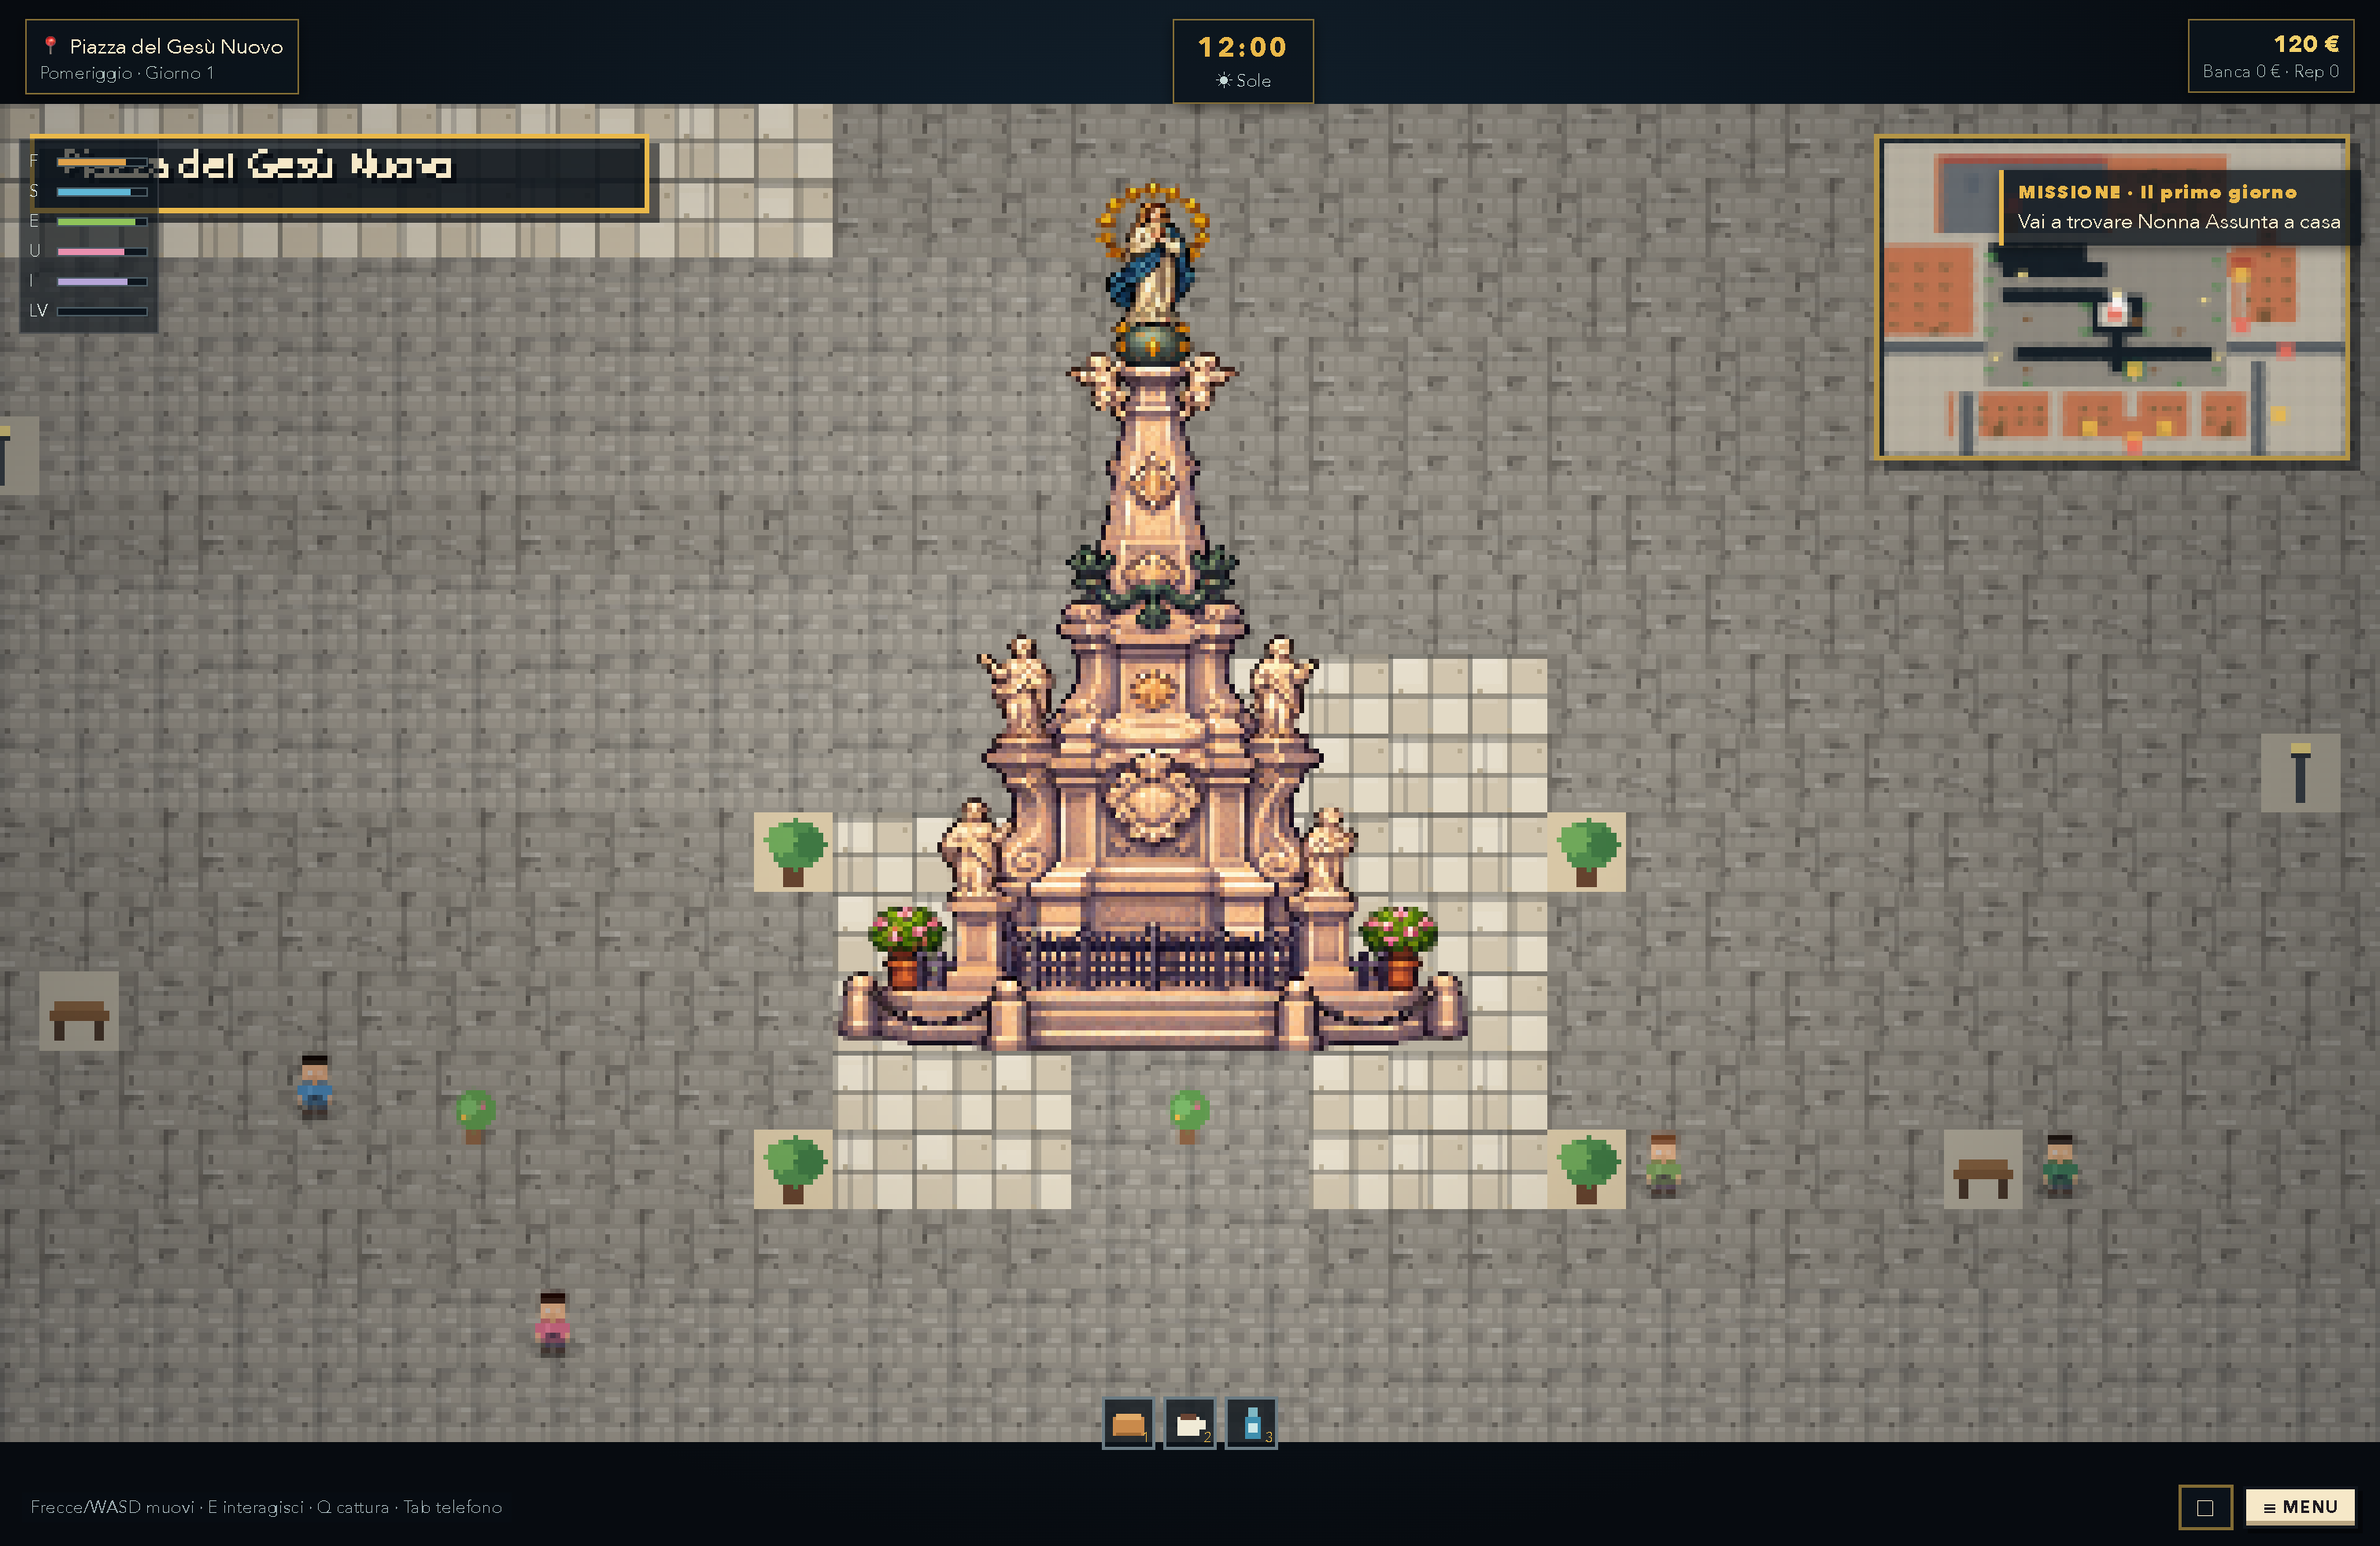 📍 Piazza del Gesù Nuovo
Pomeriggio · Giorno 1
12:00
☀ Sole
120 €
Banca 0 € · Rep 0
del Gesù Nuovo
F
S
E
U
I
LV
MISSIONE · Il primo giorno
Vai a trovare Nonna Assunta a casa
1
2
3
Frecce/WASD muovi · E interagisci · Q cattura · Tab telefono
≡ MENU